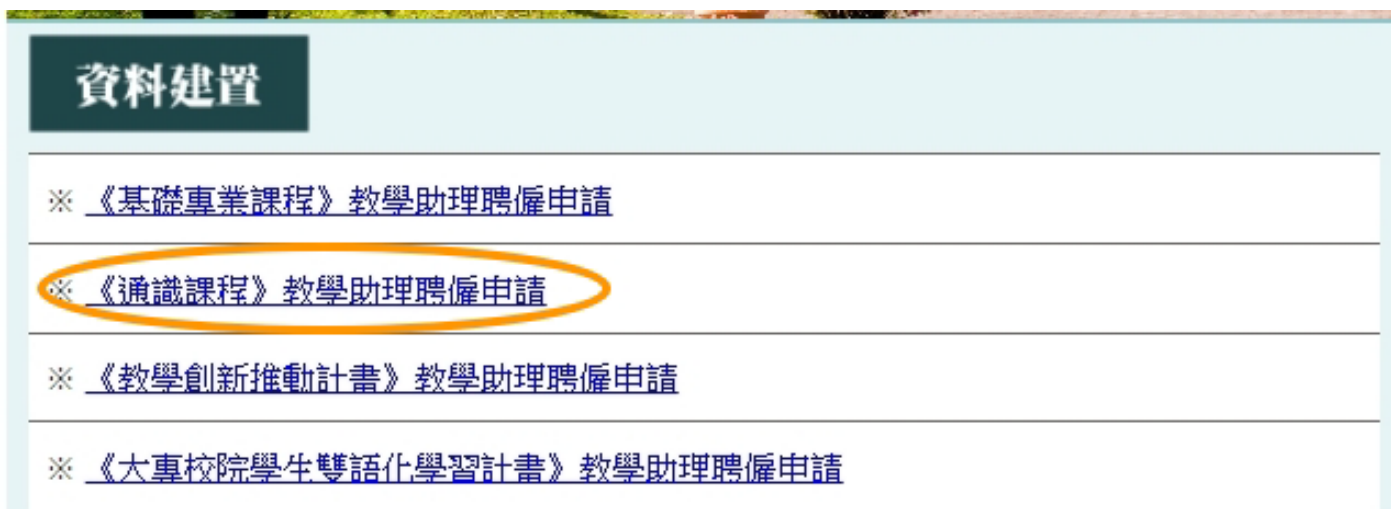 資料建置
※ 《基礎專業課程》教學助理聘僱申請
※ 《通識課程》教學助理聘僱申請
※ 《教學創新推動計畫》教學助理聘僱申請
※ 《大專校院學生雙語化學習計畫》教學助理聘僱申請